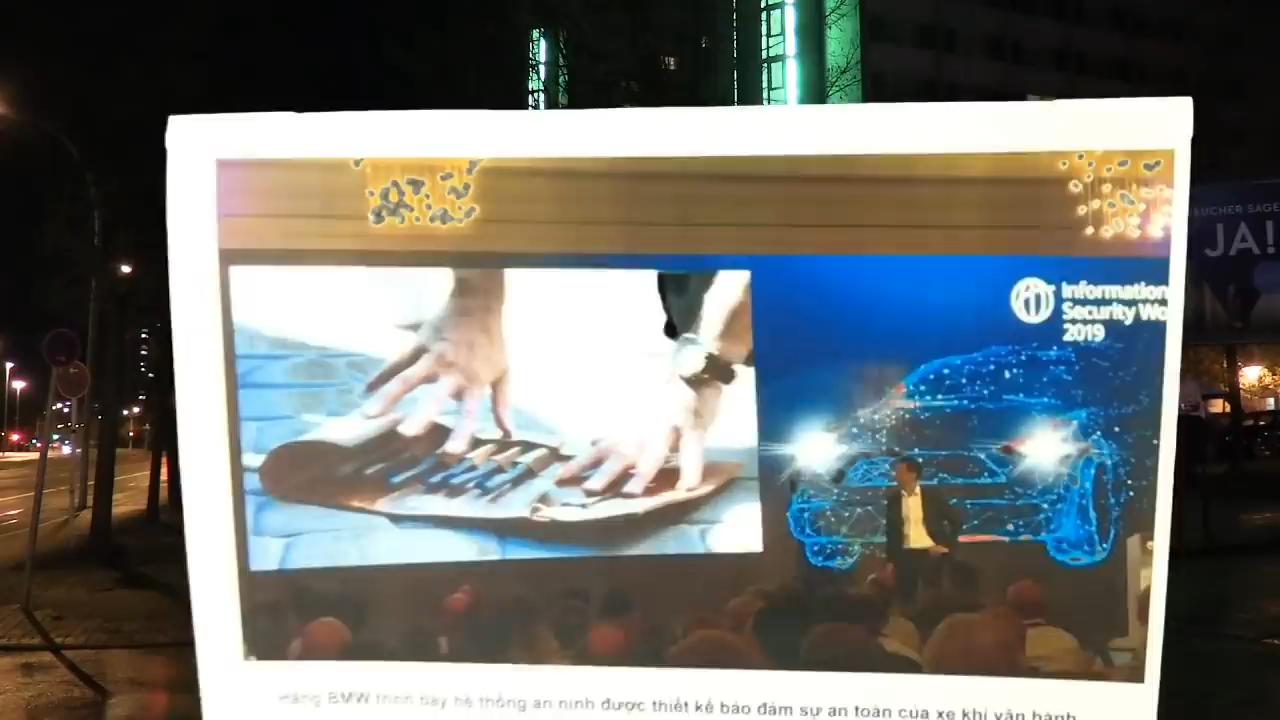 JA!
Information
Security Wo
2019
Hãng BMW trình bày hệ thống an ninh được thiết kế bảo đảm sự an toàn của xe khi vận hành